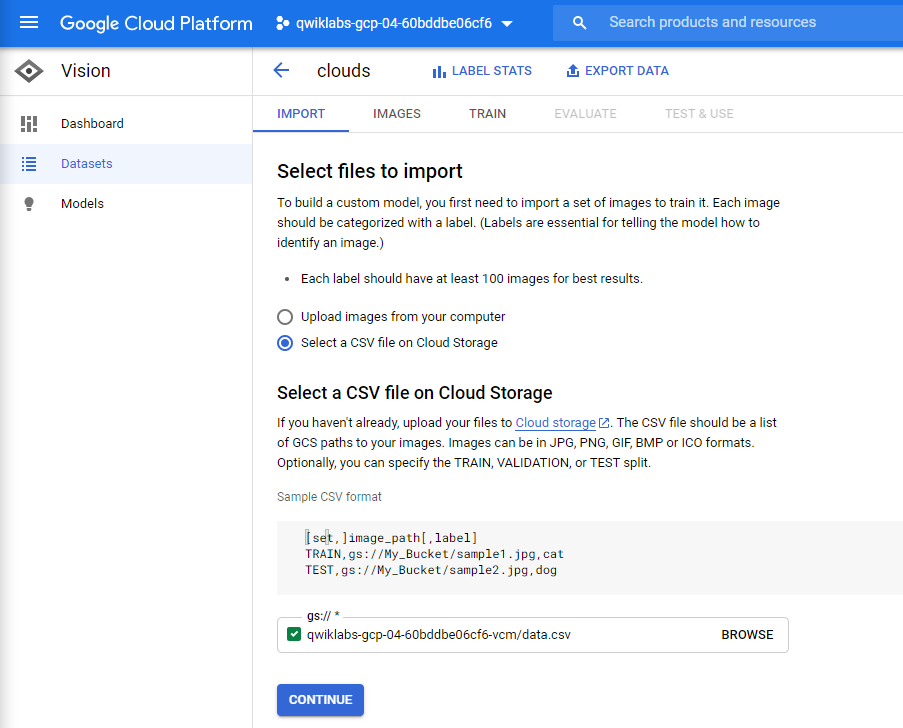 Google Cloud Platform
qwiklabs-gcp-04-60bddbe06cf6
Search products and resources
Vision
clouds
LABEL STATS
EXPORT DATA
Dashboard
Datasets
Models
IMPORT
IMAGES
TRAIN
EVALUATE
TEST & USE
Select files to import
To build a custom model, you first need to import a set of images to train it. Each image
should be categorized with a label. (Labels are essential for telling the model how to
identify an image.)
• Each label should have at least 100 images for best results.
Upload images from your computer
Select a CSV file on Cloud Storage
Select a CSV file on Cloud Storage
If you haven't already, upload your files to Cloud storage. The CSV file should be a list
of GCS paths to your images. Images can be in JPG, PNG, GIF, BMP or ICO formats.
Optionally, you can specify the TRAIN, VALIDATION, or TEST split.
Sample CSV format
[set,]image_path[,label]
TRAIN,gs://My_Bucket/sample1.jpg,cat
TEST,gs://My_Bucket/sample2.jpg,dog
gs:// *
qwiklabs-gcp-04-60bddbe06cf6-vcm/data.csv
BROWSE
CONTINUE